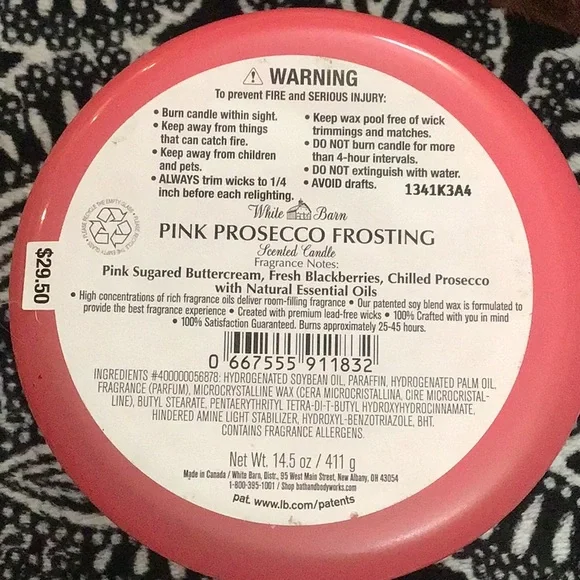 ⚠ WARNING
To prevent FIRE and SERIOUS INJURY:
• Burn candle within sight.
• Keep away from things
that can catch fire.
• Keep away from children
and pets.
• ALWAYS trim wicks to 1/4
inch before each relighting.
• Keep wax pool free of wick
trimmings and matches.
• DO NOT burn candle for more
than 4-hour intervals.
• DO NOT extinguish with water.
• AVOID drafts.
1341K3A4
PLEASE RECYCLE THE EMPTY GLASS •
White Barn
PINK PROSECCO FROSTING
Scented Candle
Fragrance Notes:
Pink Sugared Buttercream, Fresh Blackberries, Chilled Prosecco
with Natural Essential Oils
• High concentrations of rich fragrance oils deliver room-filling fragrance • Our patented soy blend wax is formulated to
provide the best fragrance experience • Created with premium lead-free wicks • 100% Crafted with you in mind
• 100% Satisfaction Guaranteed. Burns approximately 25-45 hours.
$29.50
0 667555 911832
INGREDIENTS #400000056878: HYDROGENATED SOYBEAN OIL, PARAFFIN, HYDROGENATED PALM OIL,
FRAGRANCE (PARFUM), MICROCRYSTALLINE WAX (CERA MICROCRISTALLINA, CIRE MICROCRISTAL-
LINE), BUTYL STEARATE, PENTAERYTHRITYL TETRA-DI-T-BUTYL HYDROXYHYDROCINNAMATE,
HINDERED AMINE LIGHT STABILIZER, HYDROXYL-BENZOTRIAZOLE, BHT.
CONTAINS FRAGRANCE ALLERGENS.
Net Wt. 14.5 oz / 411 g
Made in Canada / White Barn, Distr., 95 West Main Street, New Albany, OH 43054
1-800-395-1001 / Shop bathandbodyworks.com
pat. www.lb.com/patents